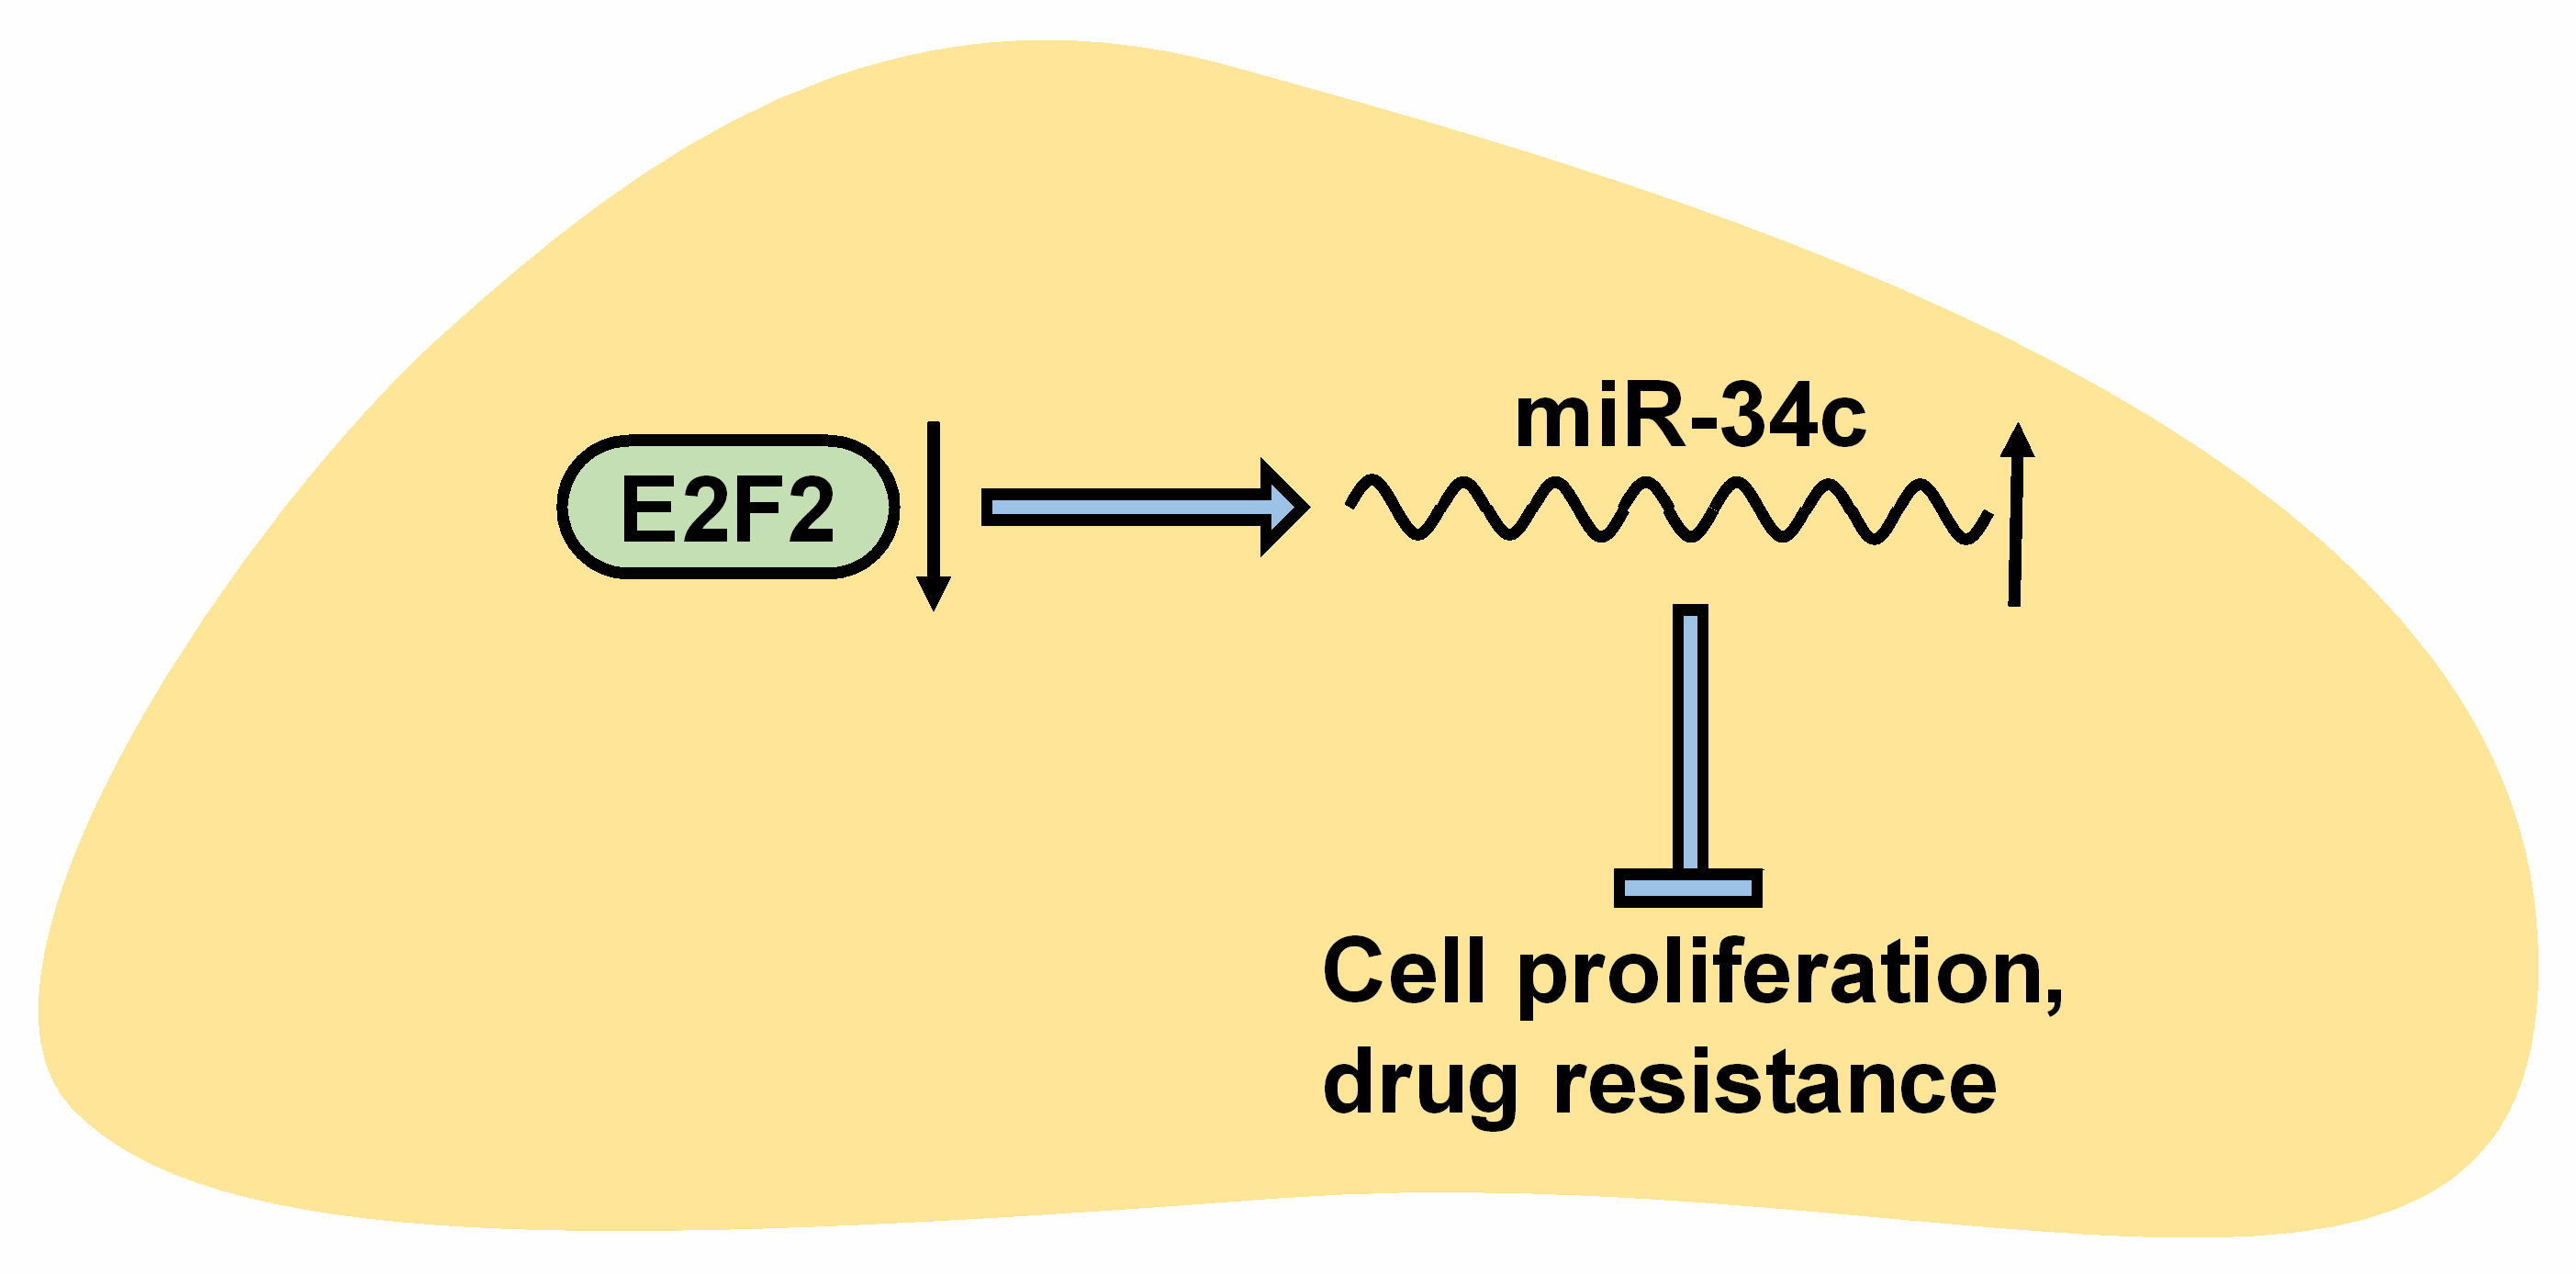 miR-34c
E2F2
Cell proliferation,
drug resistance